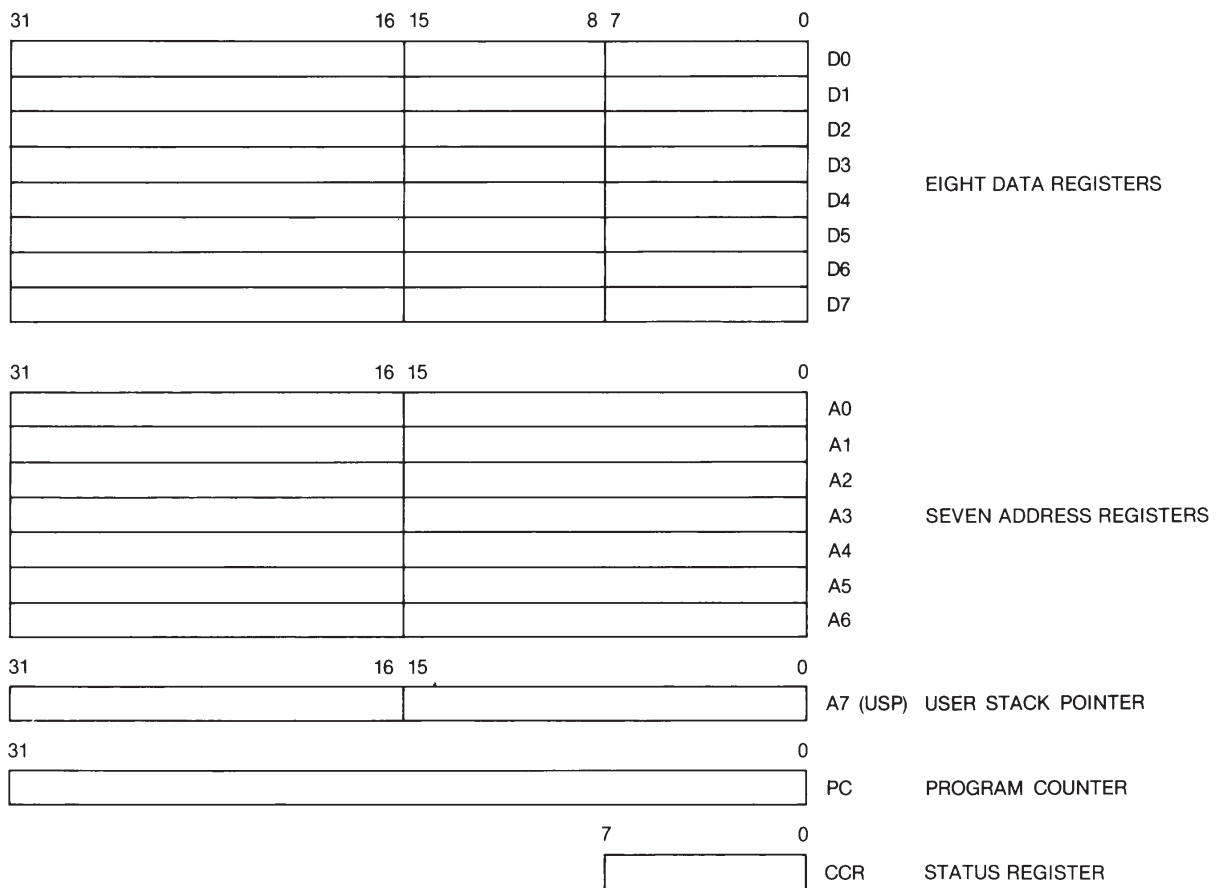 31 16 15 8 7 0
D0
D1
D2
D3
EIGHT DATA REGISTERS
D4
D5
D6
D7
31 16 15 0
A0
A1
A2
A3 SEVEN ADDRESS REGISTERS
A4
A5
A6
31 16 15 0
A7 (USP) USER STACK POINTER
31 0
PC PROGRAM COUNTER
7 0
CCR STATUS REGISTER